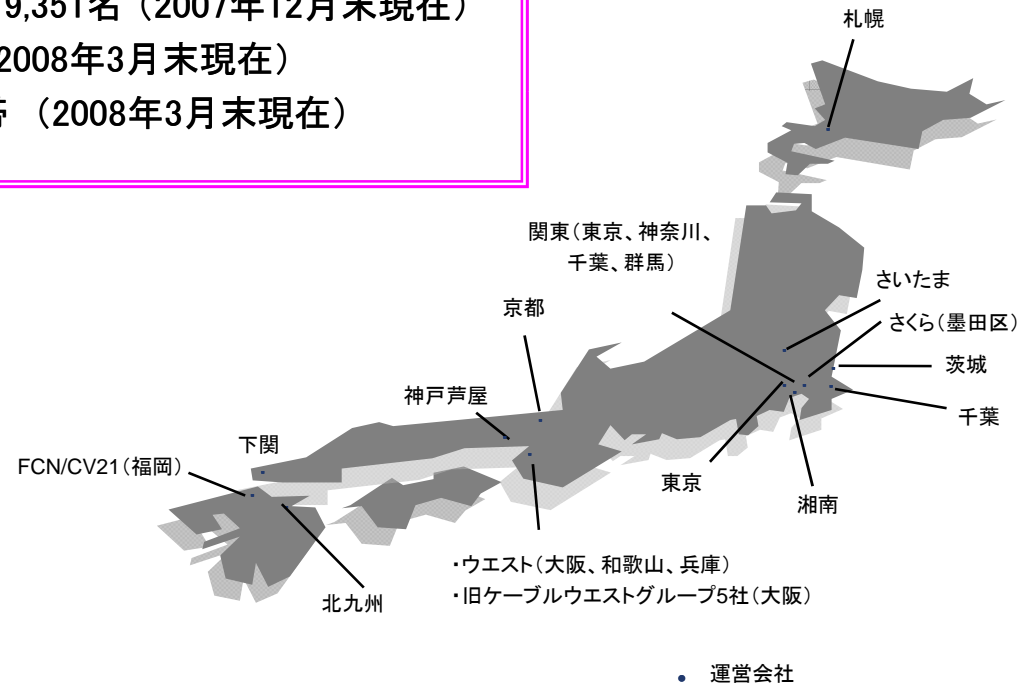 9,351名 (2007年12月末現在)
2008年3月末現在)
(2008年3月末現在)
札幌
関東(東京、神奈川、
千葉、群馬)
さいたま
さくら(墨田区)
京都
茨城
神戸芦屋
千葉
下関
FCN/CV21(福岡)
東京
湘南
・ウエスト(大阪、和歌山、兵庫)
・旧ケーブルウエストグループ5社(大阪)
北九州
運営会社